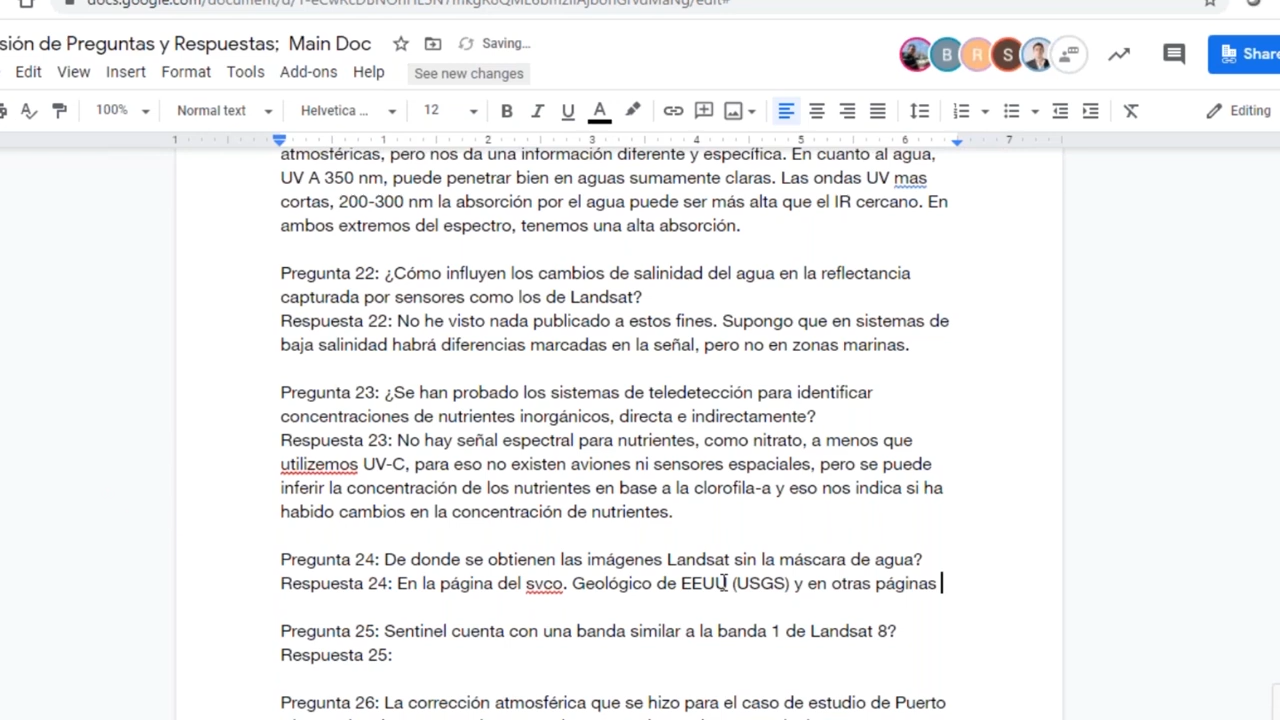 sión de Preguntas y Respuestas; Main Doc
Saving...
Edit View Insert Format Tools Add-ons Help See new changes
B R S
Share
100% Normal text Helvetica ... 12 B I U A Editing
1 1 2 3 4 5 6 7
atmosféricas, pero nos da una información diferente y específica. En cuanto al agua,
UV A 350 nm, puede penetrar bien en aguas sumamente claras. Las ondas UV mas
cortas, 200-300 nm la absorción por el agua puede ser más alta que el IR cercano. En
ambos extremos del espectro, tenemos una alta absorción.
Pregunta 22: ¿Cómo influyen los cambios de salinidad del agua en la reflectancia
capturada por sensores como los de Landsat?
Respuesta 22: No he visto nada publicado a estos fines. Supongo que en sistemas de
baja salinidad habrá diferencias marcadas en la señal, pero no en zonas marinas.
Pregunta 23: ¿Se han probado los sistemas de teledetección para identificar
concentraciones de nutrientes inorgánicos, directa e indirectamente?
Respuesta 23: No hay señal espectral para nutrientes, como nitrato, a menos que
utilizemos UV-C, para eso no existen aviones ni sensores espaciales, pero se puede
inferir la concentración de los nutrientes en base a la clorofila-a y eso nos indica si ha
habido cambios en la concentración de nutrientes.
Pregunta 24: De donde se obtienen las imágenes Landsat sin la máscara de agua?
Respuesta 24: En la página del svco. Geológico de EEUU (USGS) y en otras páginas
Pregunta 25: Sentinel cuenta con una banda similar a la banda 1 de Landsat 8?
Respuesta 25:
Pregunta 26: La corrección atmosférica que se hizo para el caso de estudio de Puerto